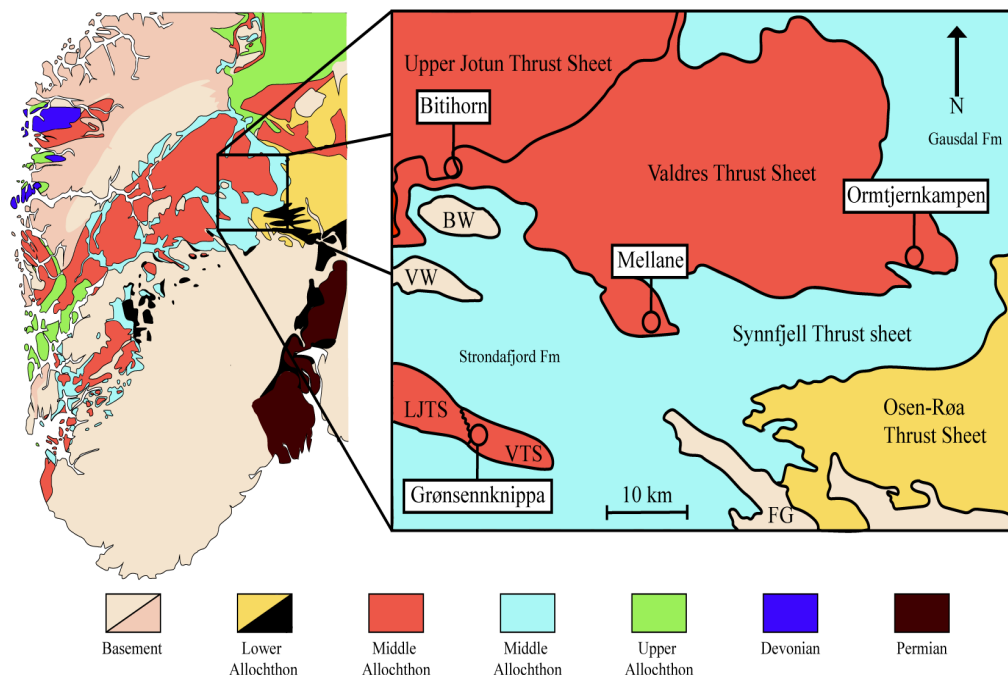 Upper Jotun Thrust Sheet
N
Bitihorn
Gausdal Fm
Valdres Thrust Sheet
Ormtjernkampen
BW
Mellane
VW
Synnfjell Thrust sheet
Strondafjord Fm
LJTS
Osen-Røa
Thrust Sheet
VTS
Grønsennknippa
10 km
FG
Basement
Lower
Allochthon
Middle
Allochthon
Middle
Allochthon
Upper
Allochthon
Devonian
Permian